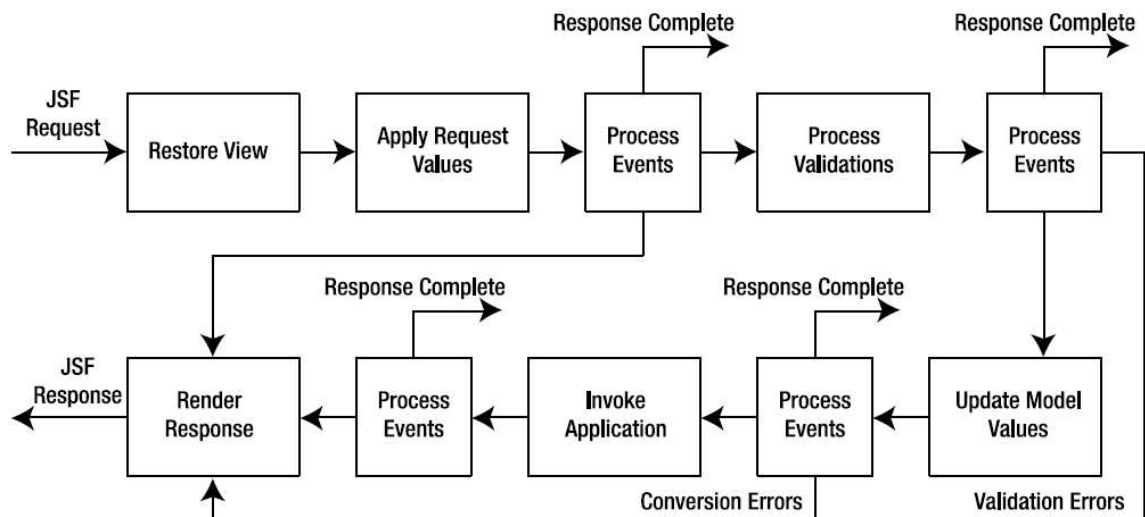 Response Complete
Response Complete
JSF
Request
Restore View
Apply Request
Values
Process
Events
Process
Validations
Process
Events
Response Complete
Response Complete
JSF
Response
Render
Response
Process
Events
Invoke
Application
Process
Events
Update Model
Values
Conversion Errors
Validation Errors